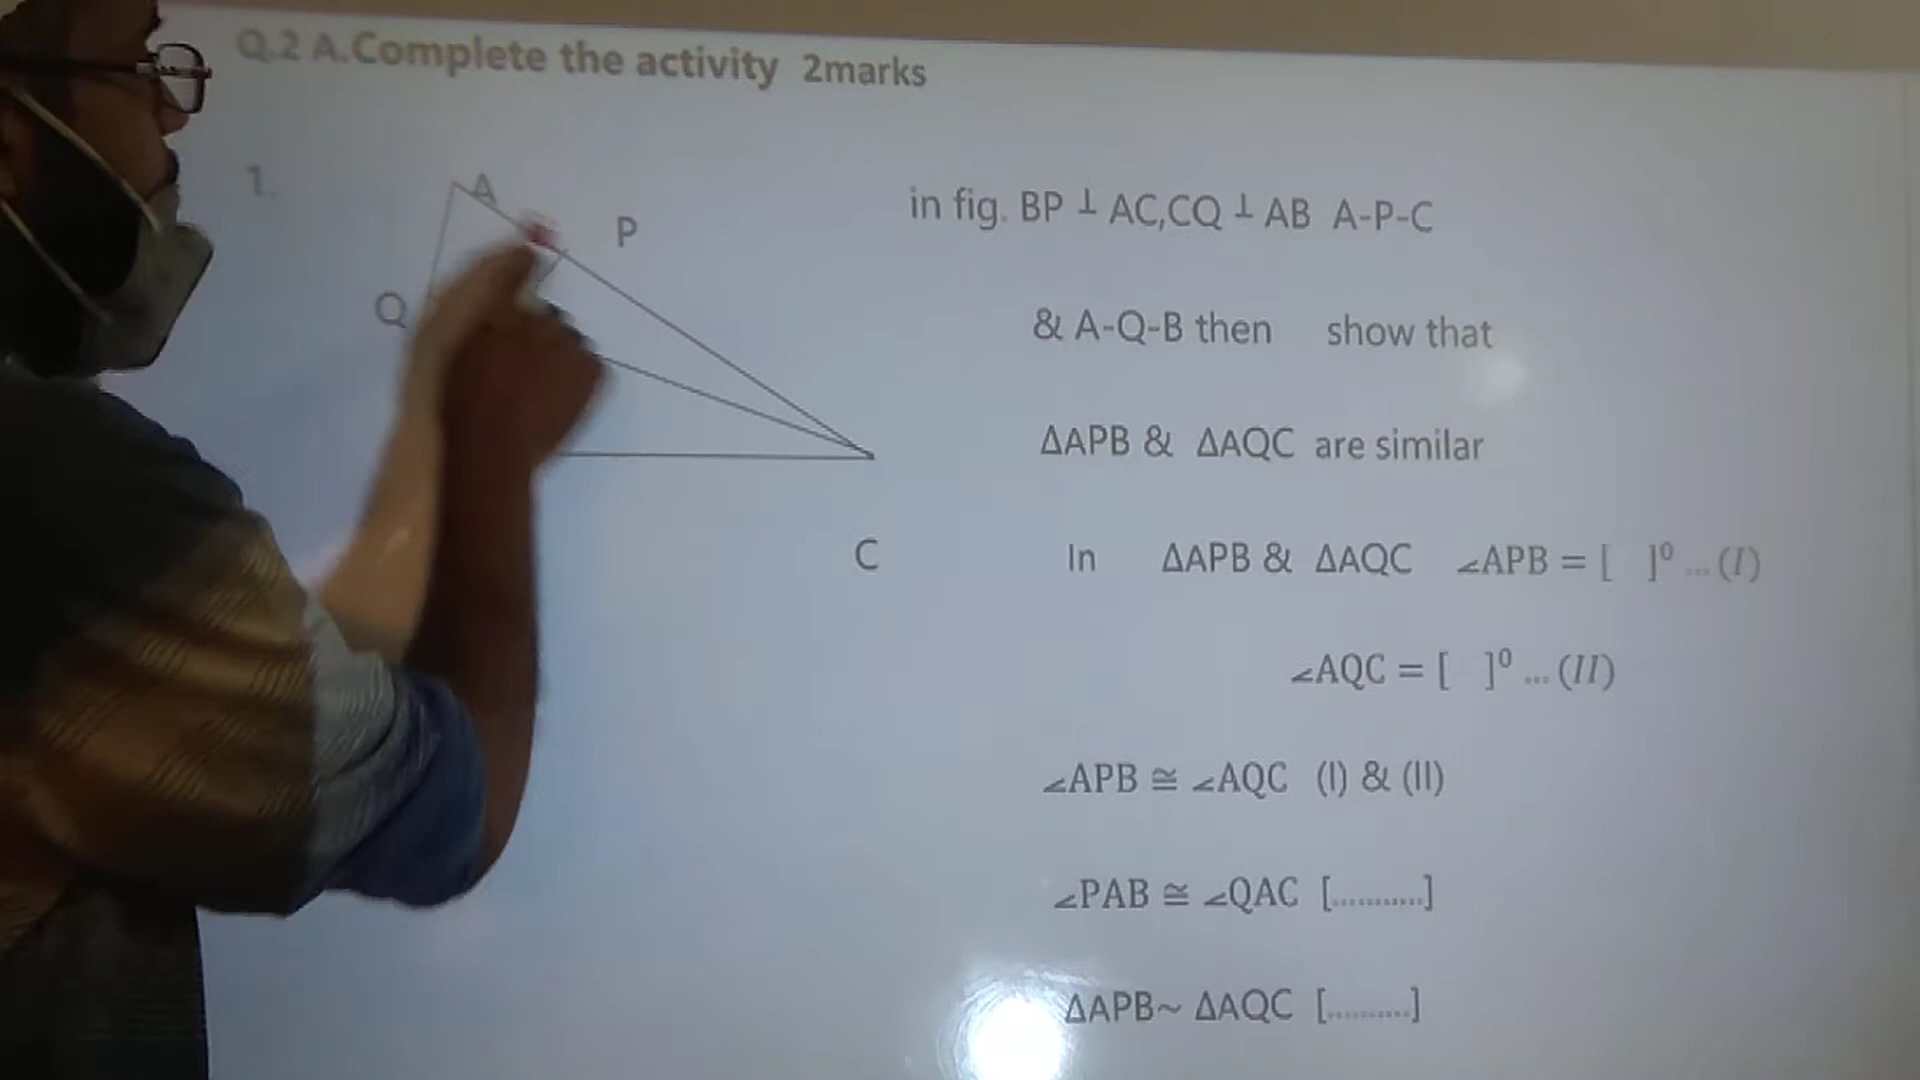 Q.2 A.Complete the activity 2marks
1.
A
P
Q
C
in fig. BP ⊥ AC,CQ ⊥ AB A-P-C
& A-Q-B then show that
ΔAPB & ΔAQC are similar
In ΔAPB & ΔAQC ∠APB = [ ]⁰ ... (I)
∠AQC = [ ]⁰ ... (II)
∠APB ≅ ∠AQC (I) & (II)
∠PAB ≅ ∠QAC [...........]
ΔAPB~ ΔAQC [..........]